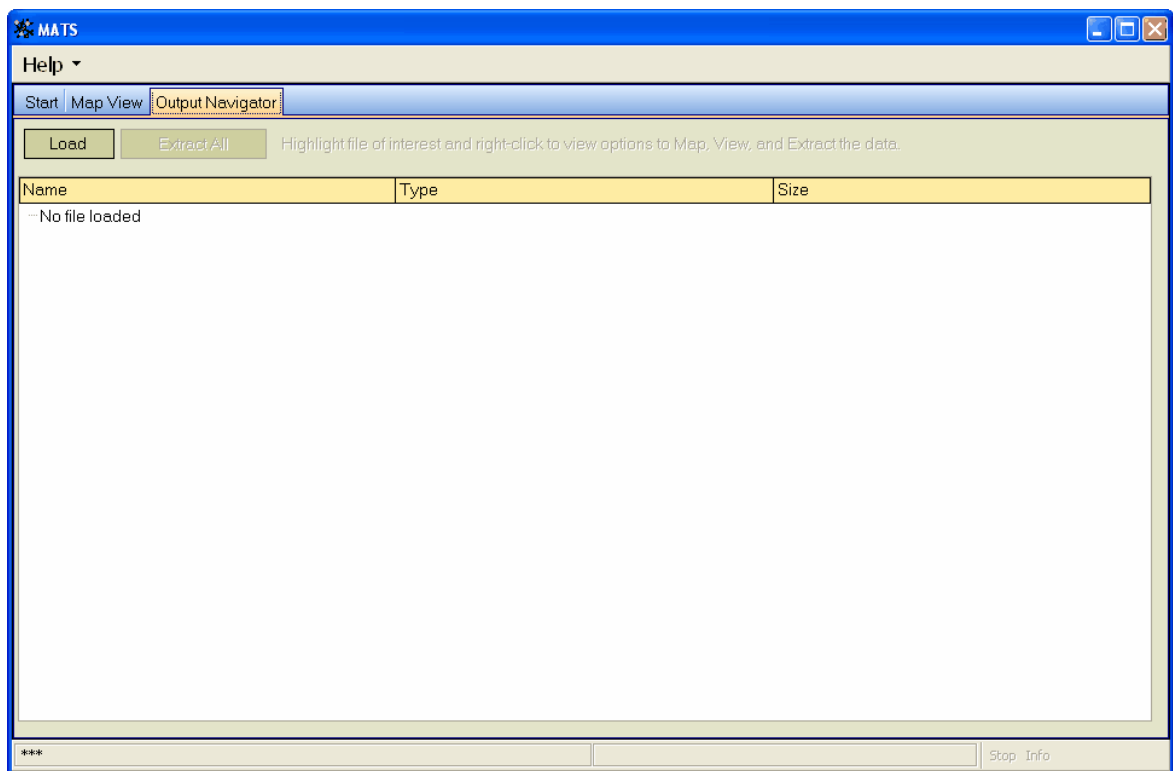 MATS
Help
Start Map View Output Navigator
Load Extract All Highlight file of interest and right-click to view options to Map, View, and Extract the data.
Name Type Size
No file loaded
*** Stop Info